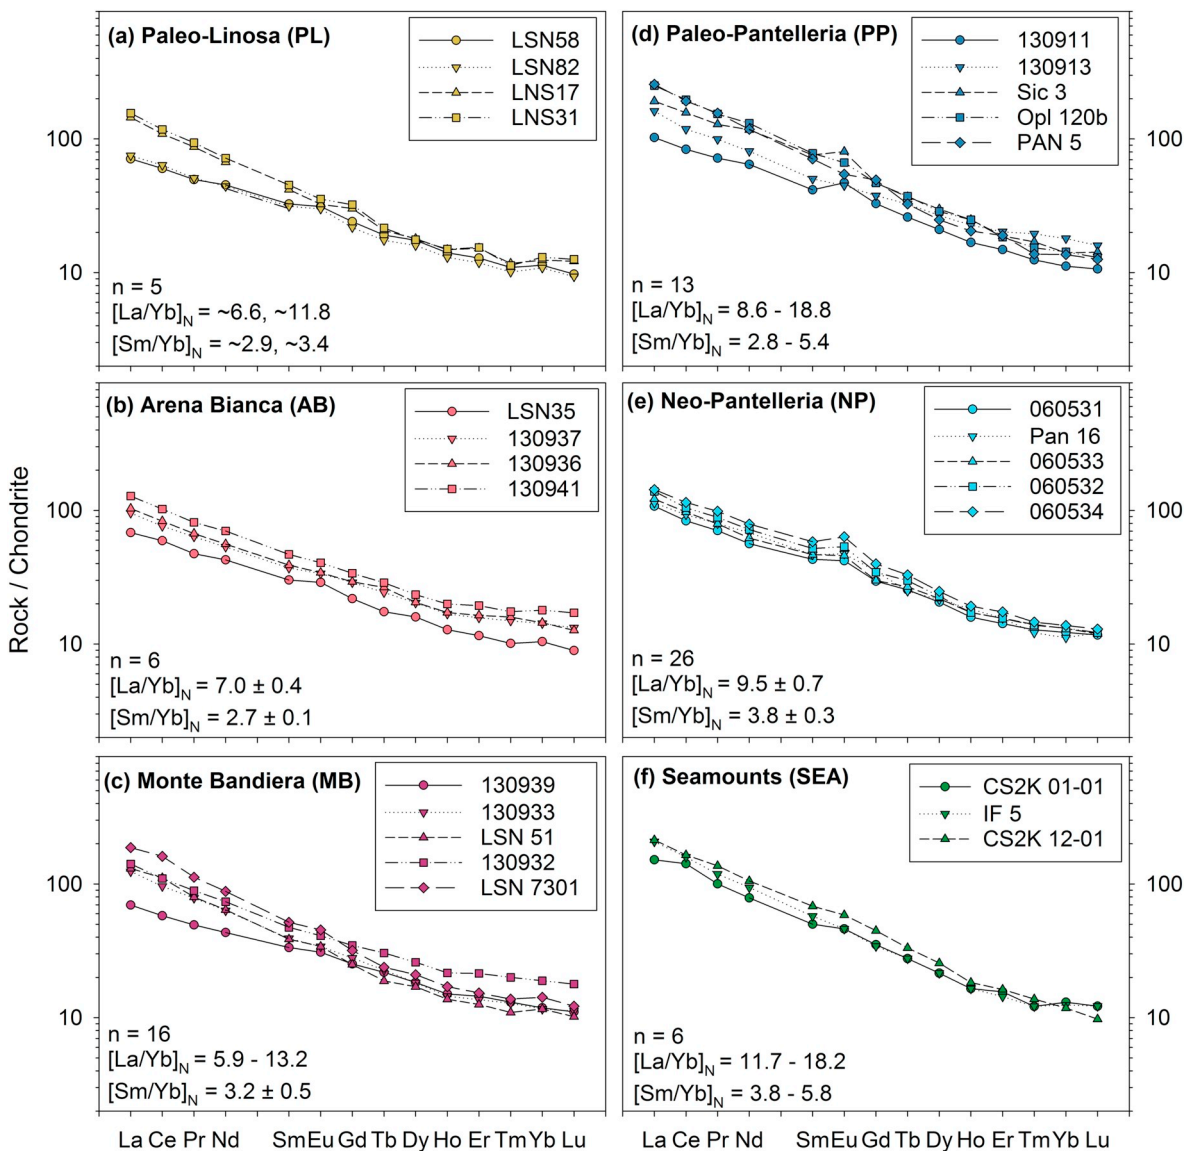 (a) Paleo-Linosa (PL)
LSN58
LSN82
LNS17
LNS31
100
10
n = 5
[La/Yb]N = ~6.6, ~11.8
[Sm/Yb]N = ~2.9, ~3.4
(d) Paleo-Pantelleria (PP)
130911
130913
Sic 3
Opl 120b
PAN 5
100
10
n = 13
[La/Yb]N = 8.6 - 18.8
[Sm/Yb]N = 2.8 - 5.4
Rock / Chondrite
(b) Arena Bianca (AB)
LSN35
130937
130936
130941
100
10
n = 6
[La/Yb]N = 7.0 ± 0.4
[Sm/Yb]N = 2.7 ± 0.1
(e) Neo-Pantelleria (NP)
060531
Pan 16
060533
060532
060534
100
10
n = 26
[La/Yb]N = 9.5 ± 0.7
[Sm/Yb]N = 3.8 ± 0.3
(c) Monte Bandiera (MB)
130939
130933
LSN 51
130932
LSN 7301
100
10
n = 16
[La/Yb]N = 5.9 - 13.2
[Sm/Yb]N = 3.2 ± 0.5
(f) Seamounts (SEA)
CS2K 01-01
IF 5
CS2K 12-01
100
10
n = 6
[La/Yb]N = 11.7 - 18.2
[Sm/Yb]N = 3.8 - 5.8
La Ce Pr Nd Sm Eu Gd Tb Dy Ho Er Tm Yb Lu
La Ce Pr Nd Sm Eu Gd Tb Dy Ho Er Tm Yb Lu